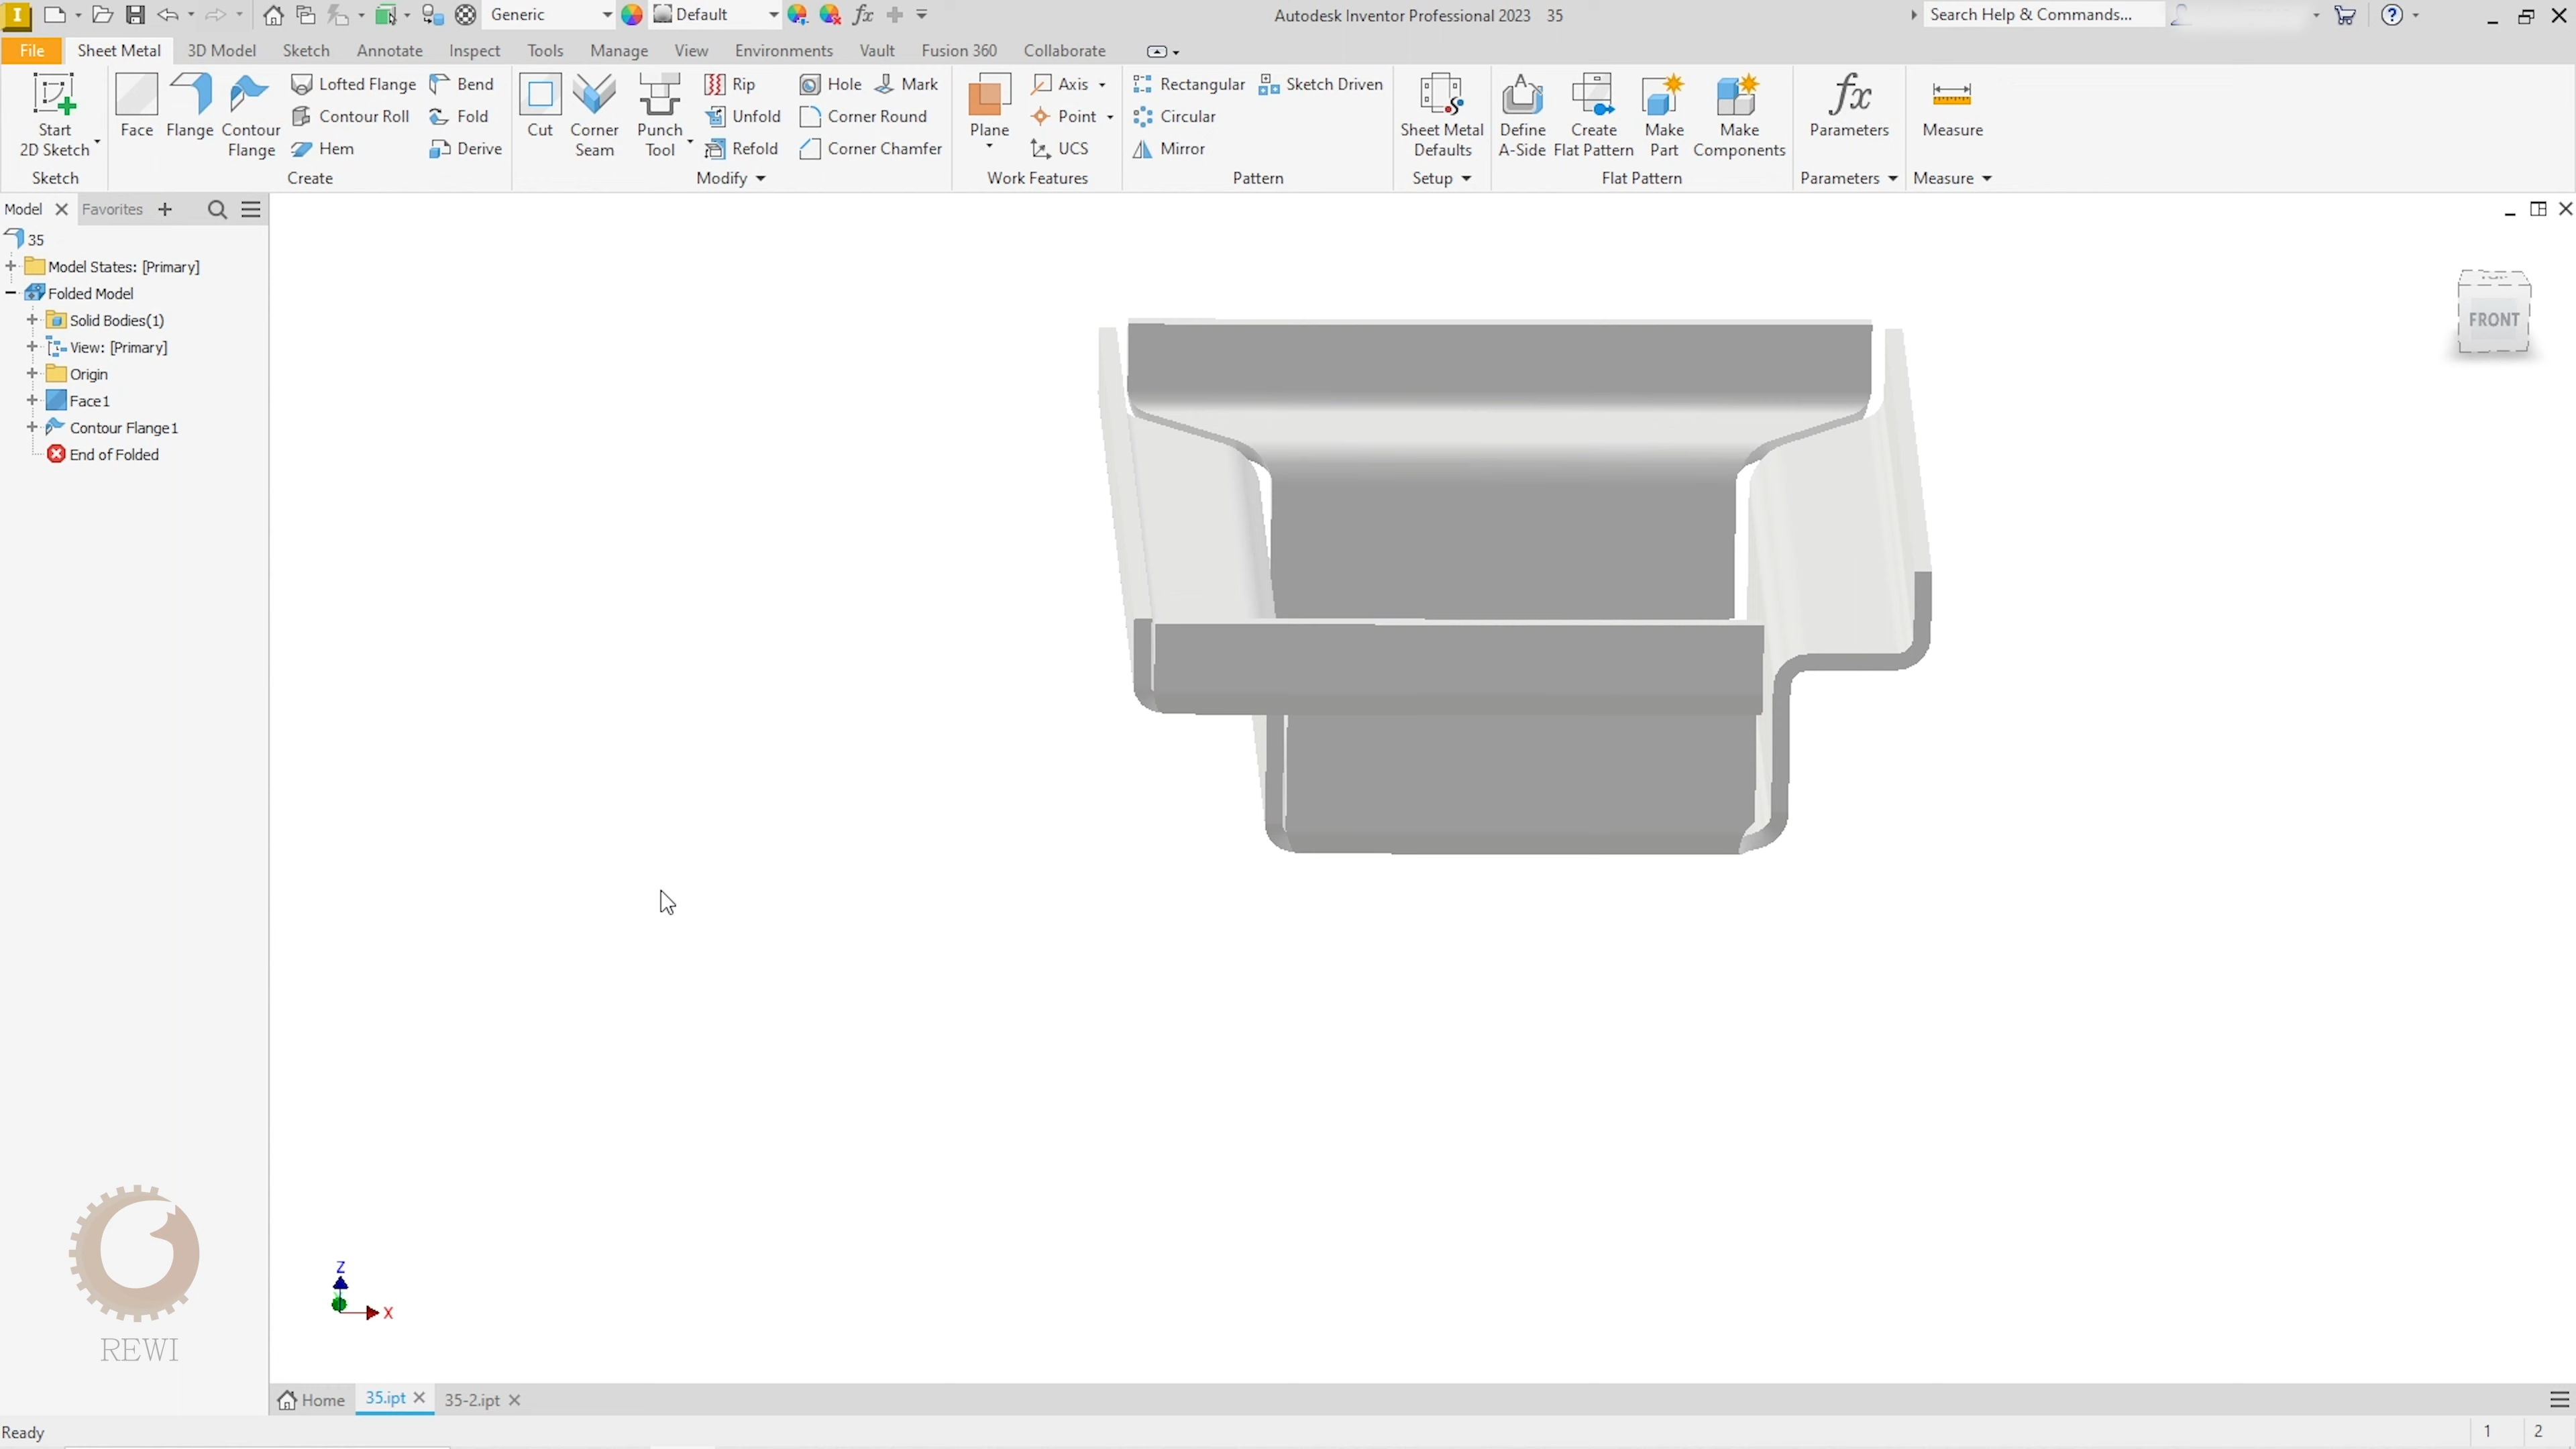 Generic Default Autodesk Inventor Professional 2023 35 Search Help & Commands...
File Sheet Metal 3D Model Sketch Annotate Inspect Tools Manage View Environments Vault Fusion 360 Collaborate
Start
2D Sketch
Sketch
Face
Flange
Contour
Flange
Lofted Flange
Contour Roll
Hem
Bend
Fold
Derive
Create
Cut
Corner
Seam
Punch
Tool
Rip
Unfold
Refold
Hole
Mark
Corner Round
Corner Chamfer
Modify
Plane
Axis
Point
UCS
Work Features
Rectangular
Sketch Driven
Circular
Mirror
Pattern
Sheet Metal
Defaults
Setup
Define
A-Side
Create
Flat Pattern
Make
Part
Make
Components
Flat Pattern
fx
Parameters
Parameters
Measure
Measure
Model Favorites
35
Model States: [Primary]
Folded Model
Solid Bodies(1)
View: [Primary]
Origin
Face1
Contour Flange1
End of Folded
FRONT
REWI
Z
X
Home 35.ipt 35-2.ipt
Ready 1 2